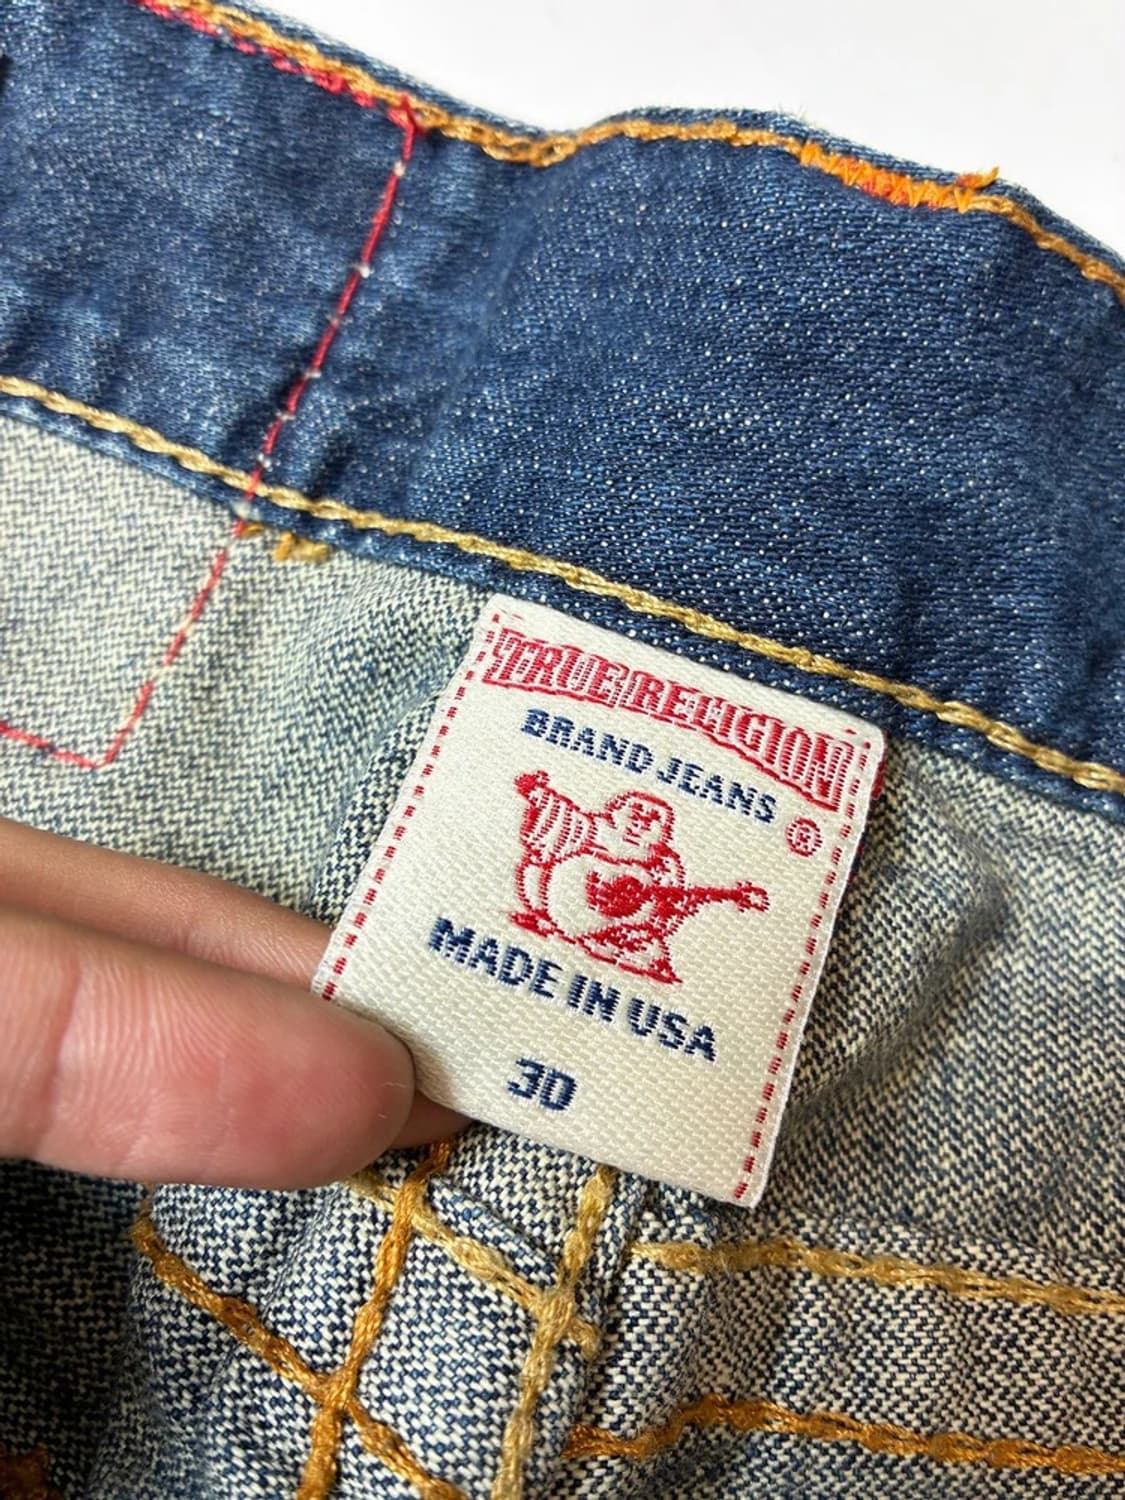 TRUE RELIGION
BRAND JEANS
®
MADE IN USA
30